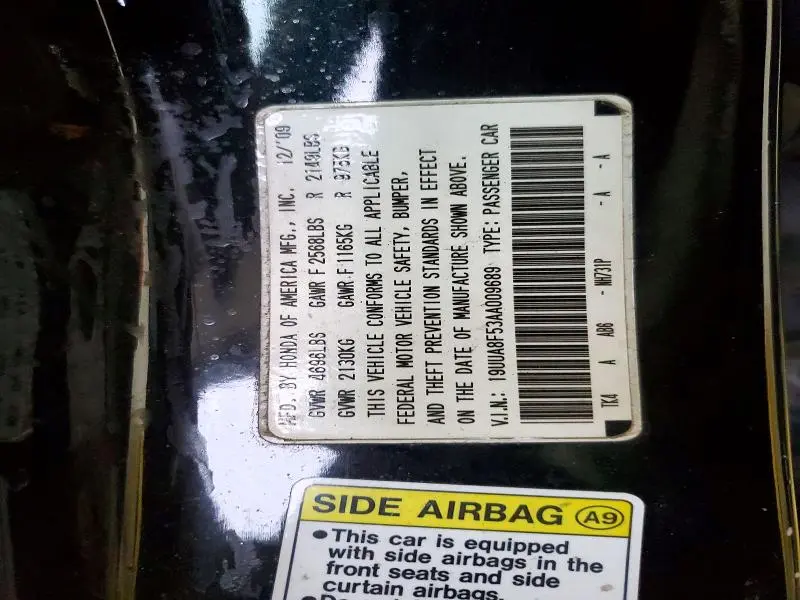 MFD. BY HONDA OF AMERICA MFG., INC. 12/'09
GVWR 4696LBS GAWR F 2568LBS R 2149LBS
GVWR 2130KG GAWR F 1165KG R 975KG
THIS VEHICLE CONFORMS TO ALL APPLICABLE
FEDERAL MOTOR VEHICLE SAFETY, BUMPER,
AND THEFT PREVENTION STANDARDS IN EFFECT
ON THE DATE OF MANUFACTURE SHOWN ABOVE.
V.I.N.: 19UUA8F53AA009689 TYPE: PASSENGER CAR
TK4 A AB6 - NH731P - A - A
SIDE AIRBAG A9
●This car is equipped
with side airbags in the
front seats and side
curtain airbags.